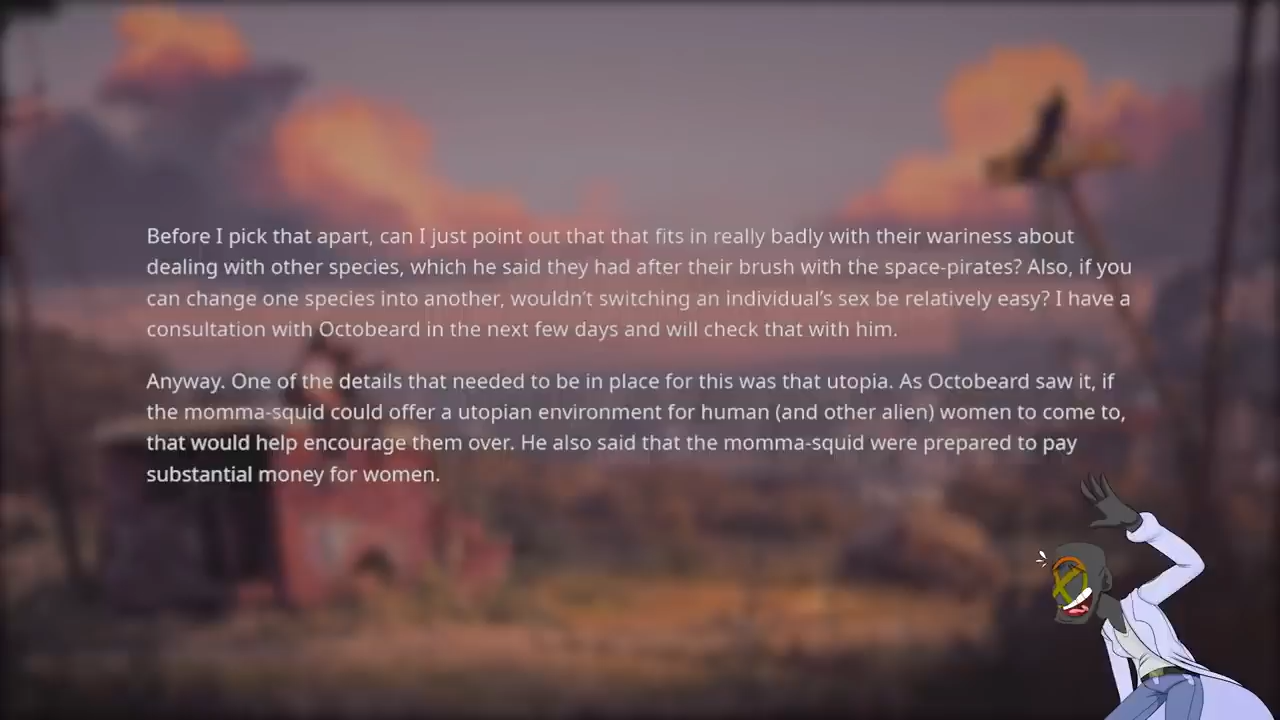 Before I pick that apart, can I just point out that that fits in really badly with their wariness about
dealing with other species, which he said they had after their brush with the space-pirates? Also, if you
can change one species into another, wouldn't switching an individual's sex be relatively easy? I have a
consultation with Octobeard in the next few days and will check that with him.
Anyway. One of the details that needed to be in place for this was that utopia. As Octobeard saw it, if
the momma-squid could offer a utopian environment for human (and other alien) women to come to,
that would help encourage them over. He also said that the momma-squid were prepared to pay
substantial money for women.